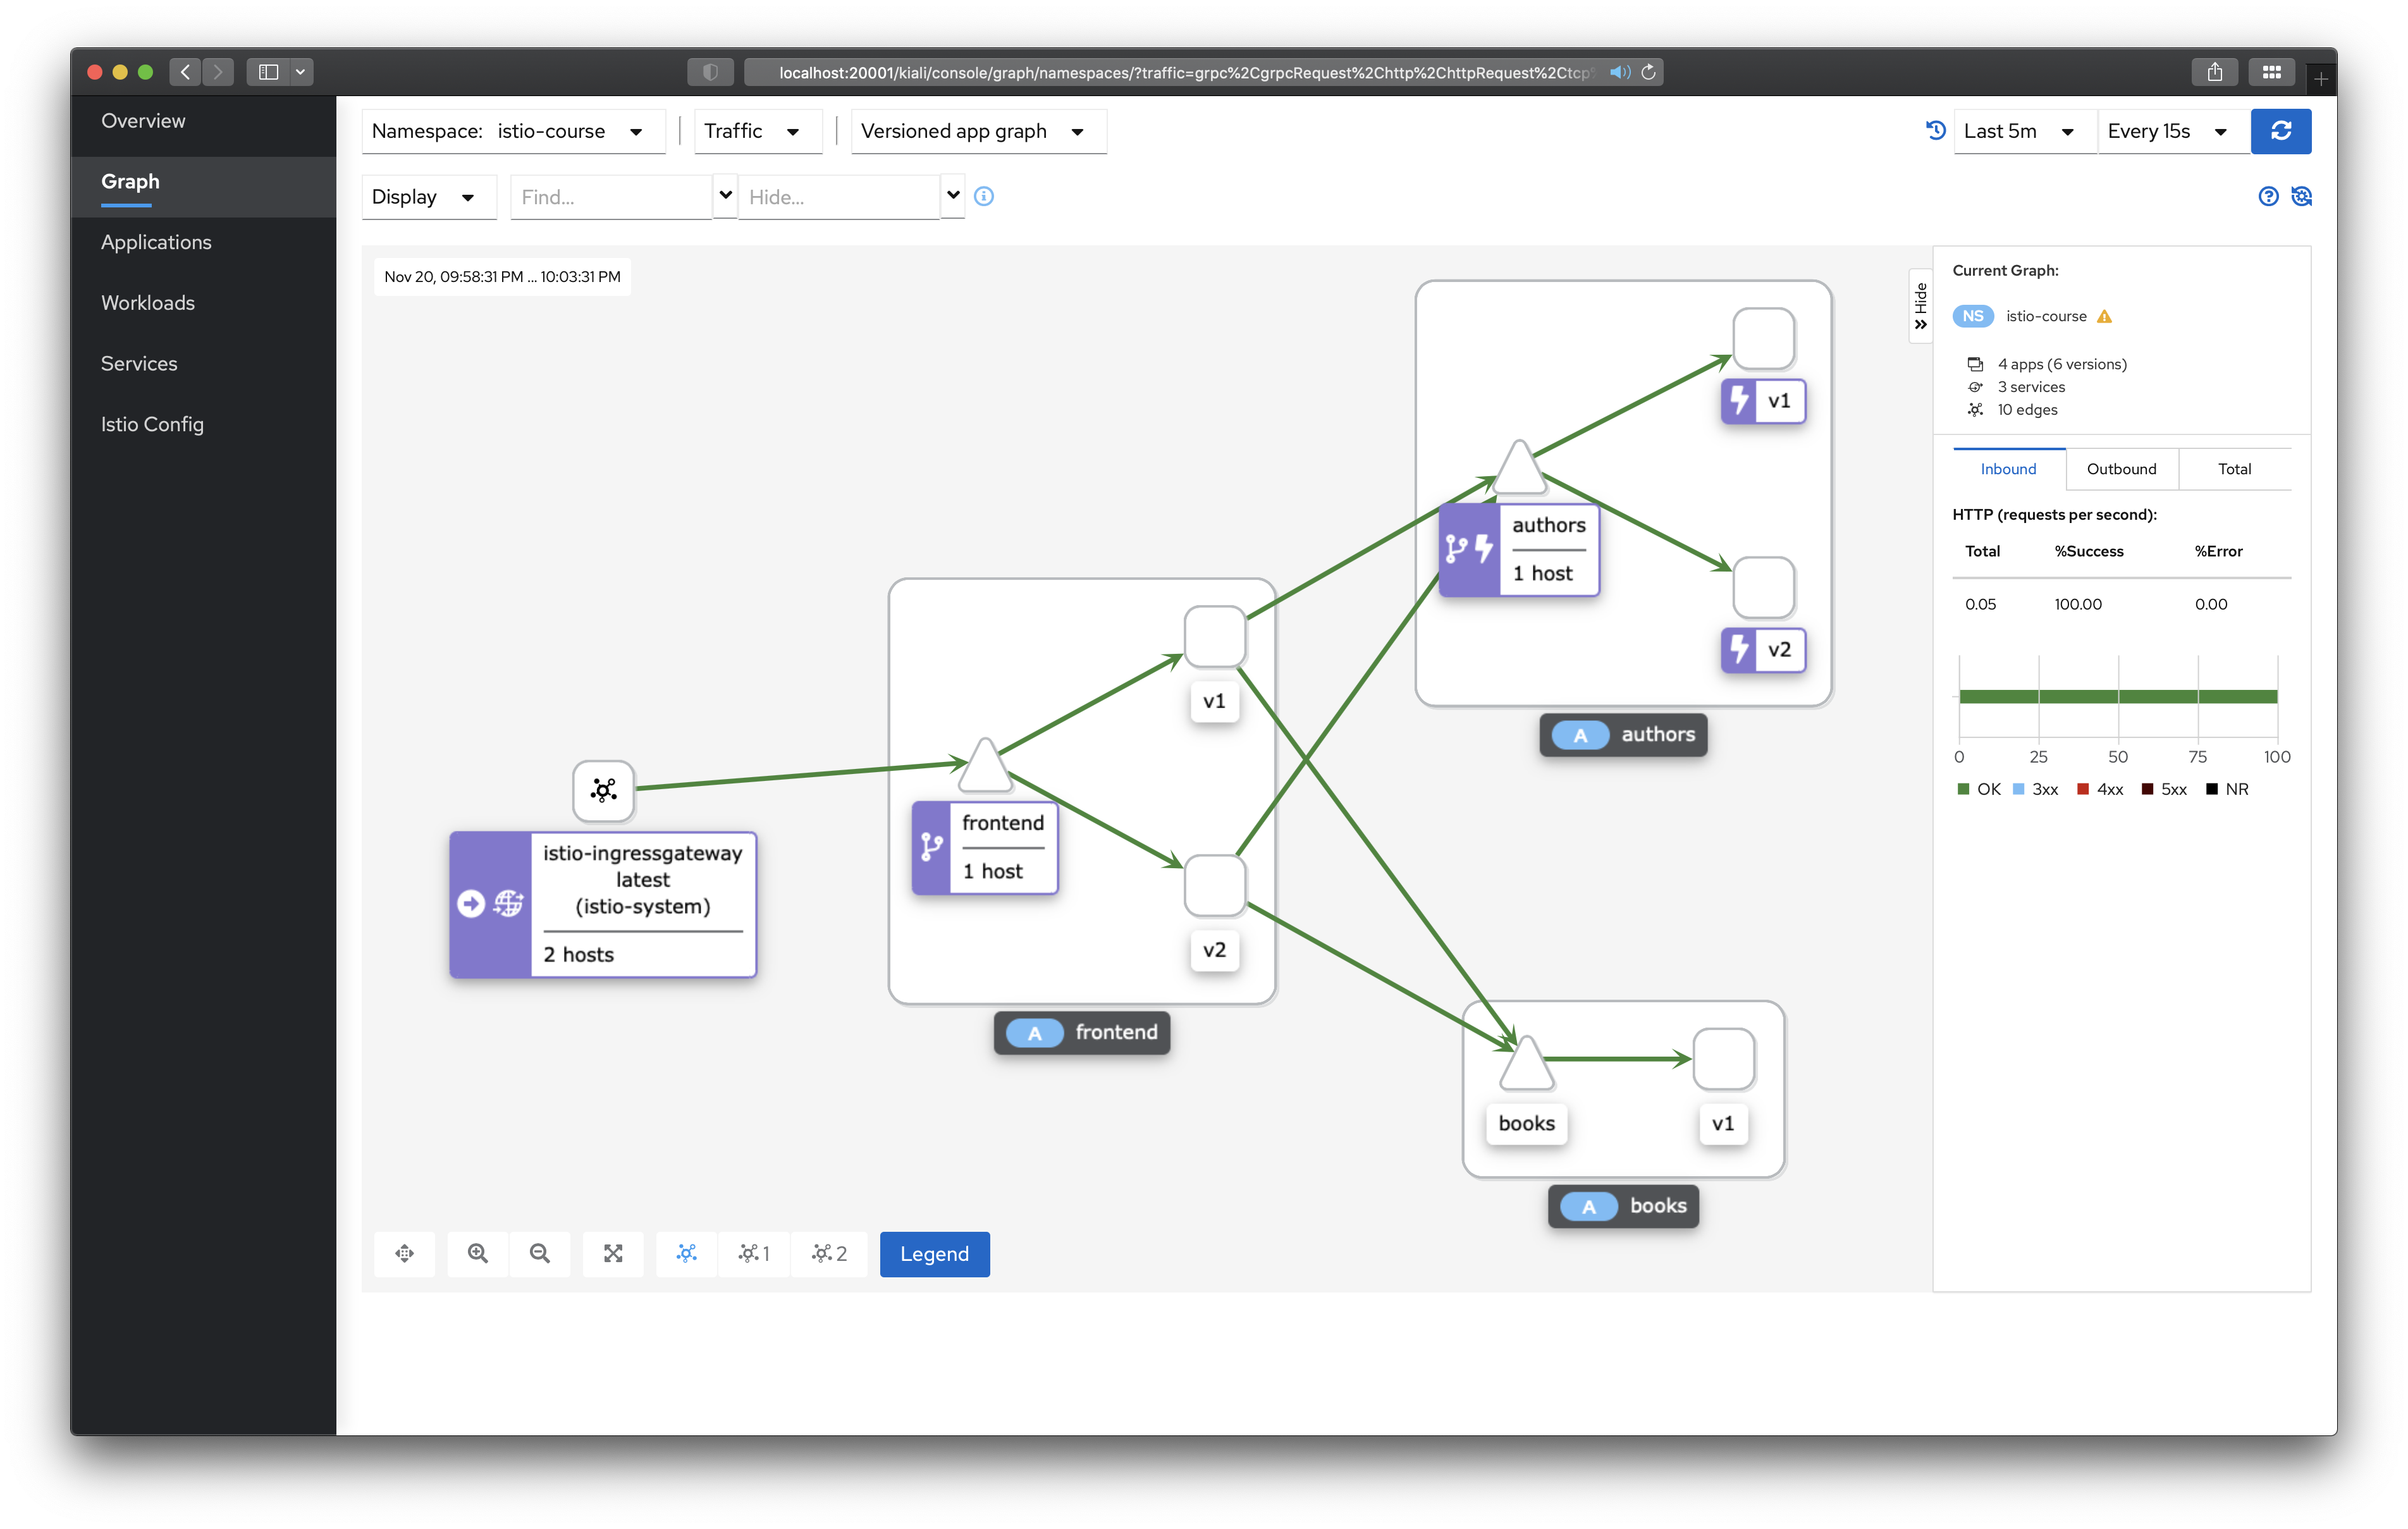 localhost:20001/kiali/console/graph/namespaces/?traffic=grpc%2CgrpcRequest%2Chttp%2ChttpRequest%2Ctcp%
Overview
Graph
Applications
Workloads
Services
Istio Config
Namespace: istio-course
Traffic
Versioned app graph
Last 5m
Every 15s
Display
Find...
Hide...
Nov 20, 09:58:31 PM ... 10:03:31 PM
istio-ingressgateway
latest
(istio-system)
2 hosts
frontend
1 host
v1
v2
A frontend
authors
1 host
v1
v2
A authors
books
v1
A books
1
2
Legend
Hide
Current Graph:
NS istio-course
4 apps (6 versions)
3 services
10 edges
Inbound Outbound Total
HTTP (requests per second):
Total %Success %Error
0.05 100.00 0.00
0 25 50 75 100
OK 3xx 4xx 5xx NR